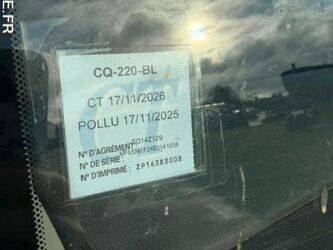 E.FR
CQ-220-BL
CT 17/11/2026
POLLU 17/11/2025
N° D'AGRÉMENT :
N° DE SÉRIE :
N° D'IMPRIMÉ : ZP16383008